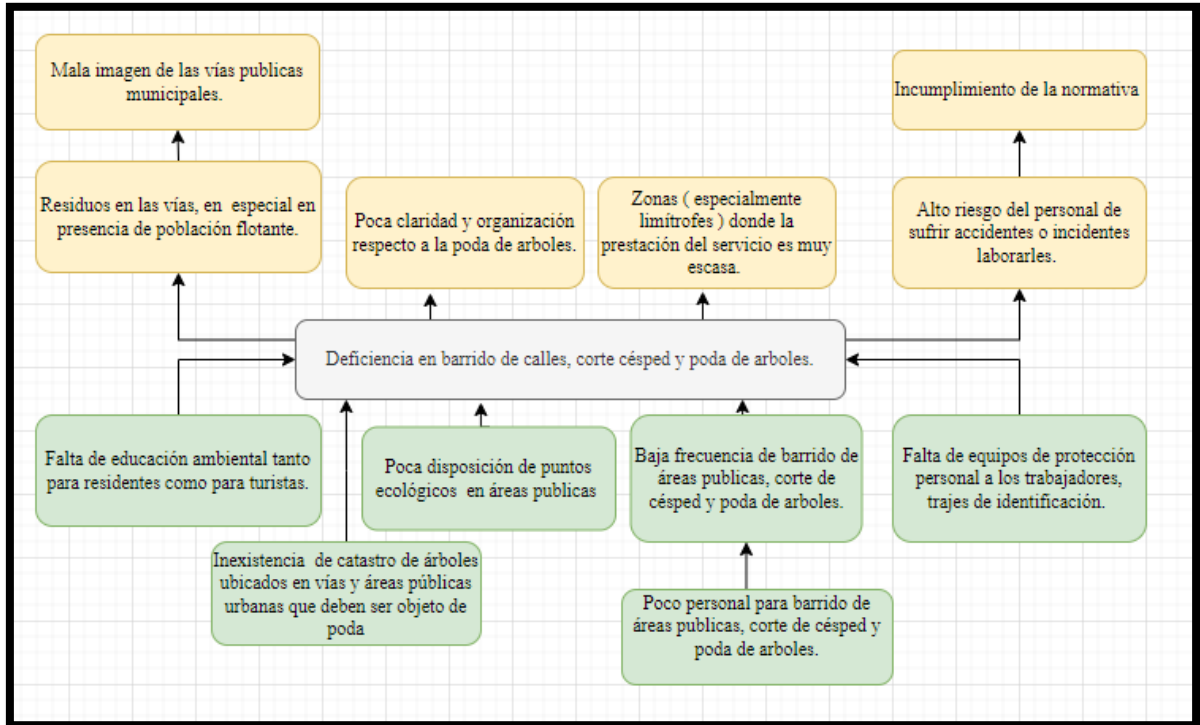 Mala imagen de las vías publicas
municipales.
Incumplimiento de la normativa
Residuos en las vías, en especial en
presencia de población flotante.
Poca claridad y organización
respecto a la poda de arboles.
Zonas ( especialmente
limítrofes ) donde la
prestación del servicio es muy
escasa.
Alto riesgo del personal de
sufrir accidentes o incidentes
laborarles.
Deficiencia en barrido de calles, corte césped y poda de arboles.
Falta de educación ambiental tanto
para residentes como para turistas.
Poca disposición de puntos
ecológicos en áreas publicas
Baja frecuencia de barrido de
áreas publicas, corte de
césped y poda de arboles.
Falta de equipos de protección
personal a los trabajadores,
trajes de identificación.
Inexistencia de catastro de árboles
ubicados en vías y áreas públicas
urbanas que deben ser objeto de
poda
Poco personal para barrido de
áreas publicas, corte de césped y
poda de arboles.